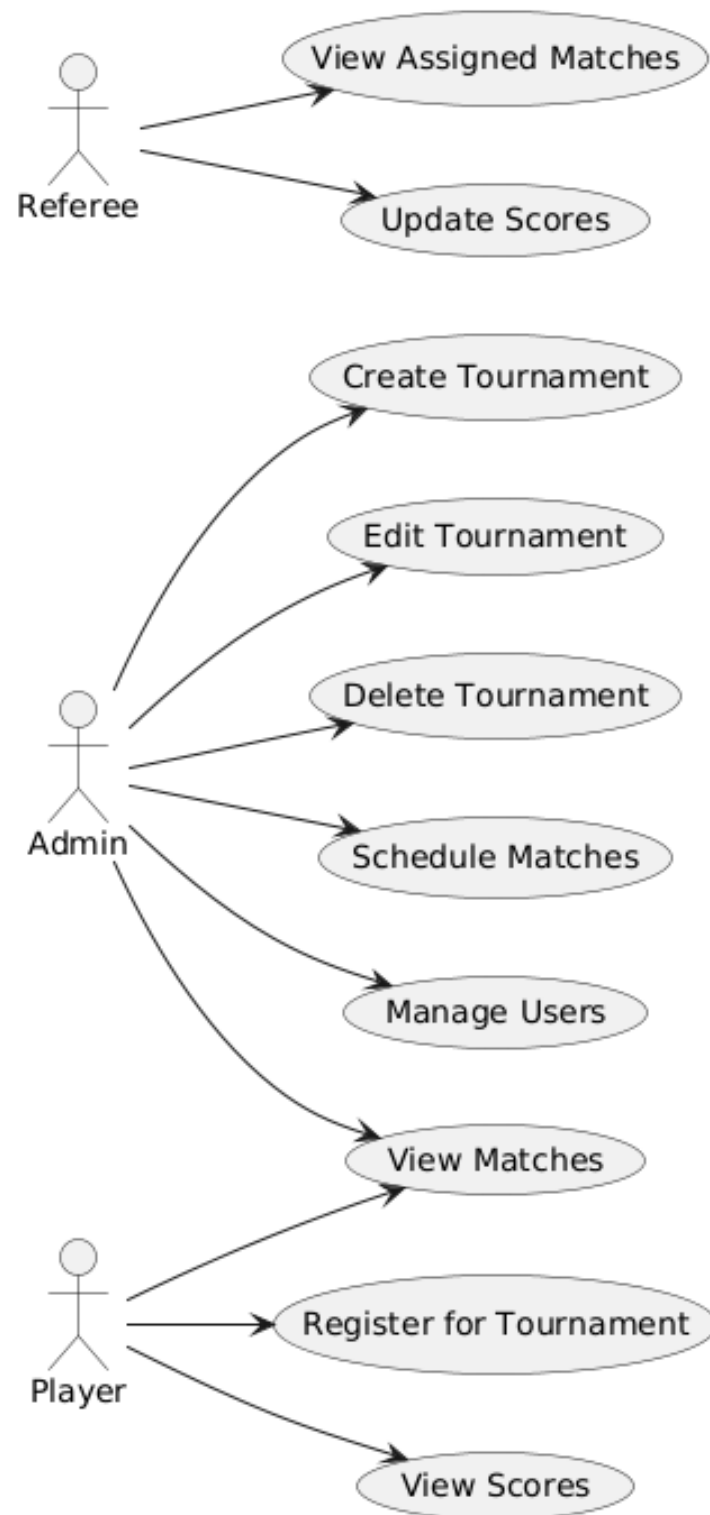 View Assigned Matches
Referee
Update Scores
Create Tournament
Edit Tournament
Delete Tournament
Admin
Schedule Matches
Manage Users
View Matches
Register for Tournament
Player
View Scores